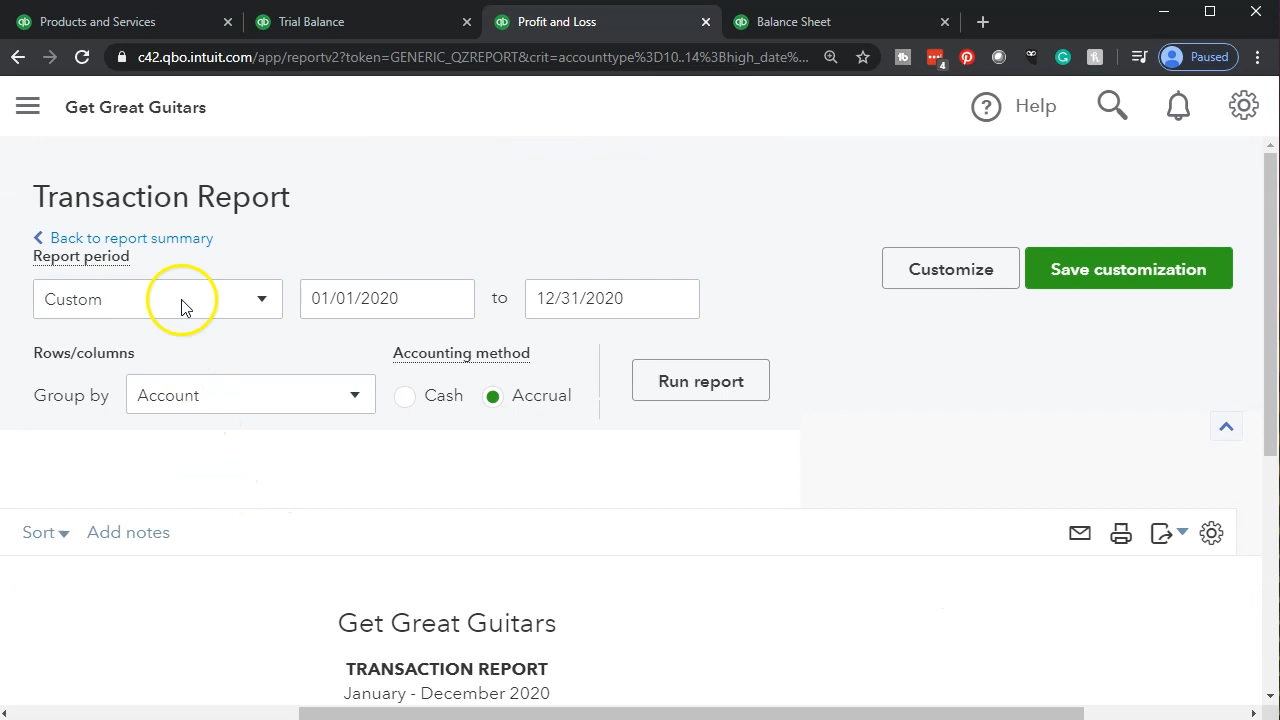 Products and Services
Trial Balance
Profit and Loss
Balance Sheet
c42.qbo.intuit.com/app/reportv2?token=GENERIC_QZREPORT&crit=accounttype%3D10..14%3Bhigh_date%...
4
Paused
Get Great Guitars
Help
Transaction Report
Back to report summary
Report period
Customize
Save customization
Custom
01/01/2020
to
12/31/2020
Rows/columns
Accounting method
Group by
Account
Cash
Accrual
Run report
Sort
Add notes
Get Great Guitars
TRANSACTION REPORT
January - December 2020